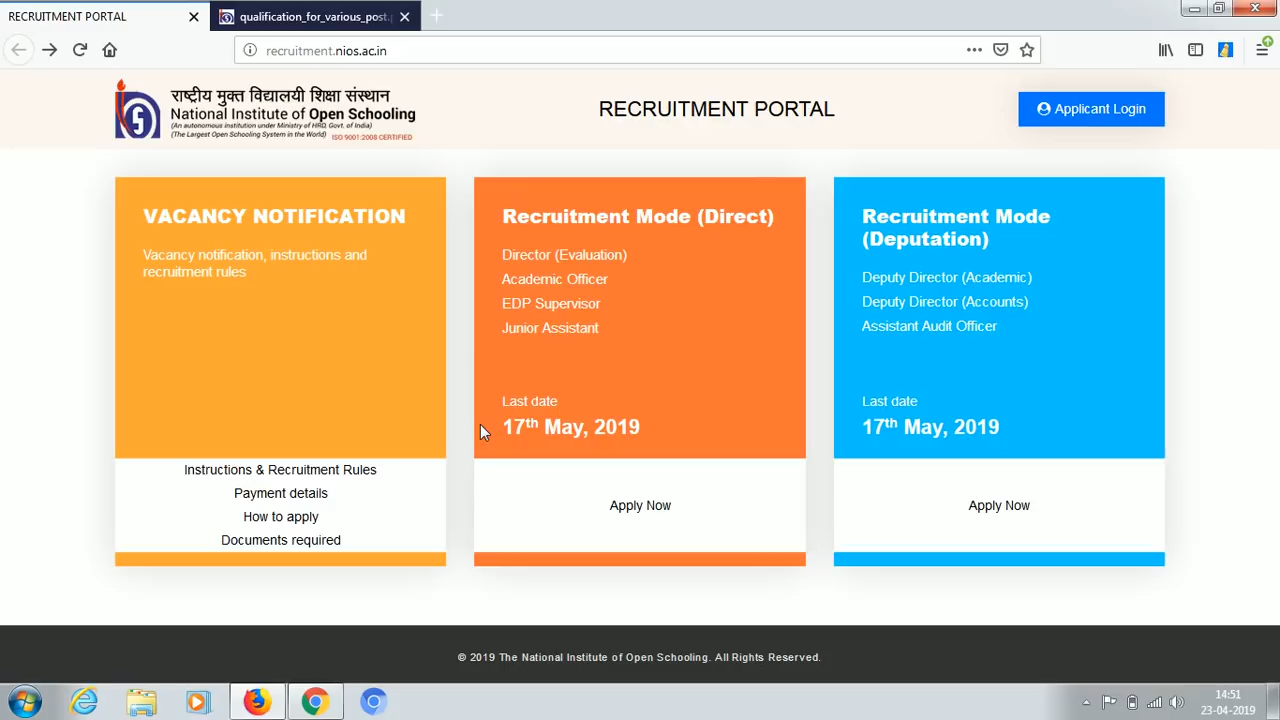 RECRUITMENT PORTAL
qualification_for_various_post.p
recruitment.nios.ac.in
राष्ट्रीय मुक्त विद्यालयी शिक्षा संस्थान
National Institute of Open Schooling
(An autonomous institution under Ministry of HRD, Govt. of India)
(The Largest Open Schooling System in the World)
ISO 9001:2008 CERTIFIED
RECRUITMENT PORTAL
Applicant Login
VACANCY NOTIFICATION
Vacancy notification, instructions and
recruitment rules
Instructions & Recruitment Rules
Payment details
How to apply
Documents required
Recruitment Mode (Direct)
Director (Evaluation)
Academic Officer
EDP Supervisor
Junior Assistant
Last date
17th May, 2019
Apply Now
Recruitment Mode
(Deputation)
Deputy Director (Academic)
Deputy Director (Accounts)
Assistant Audit Officer
Last date
17th May, 2019
Apply Now
© 2019 The National Institute of Open Schooling. All Rights Reserved.
14:51
23-04-2019